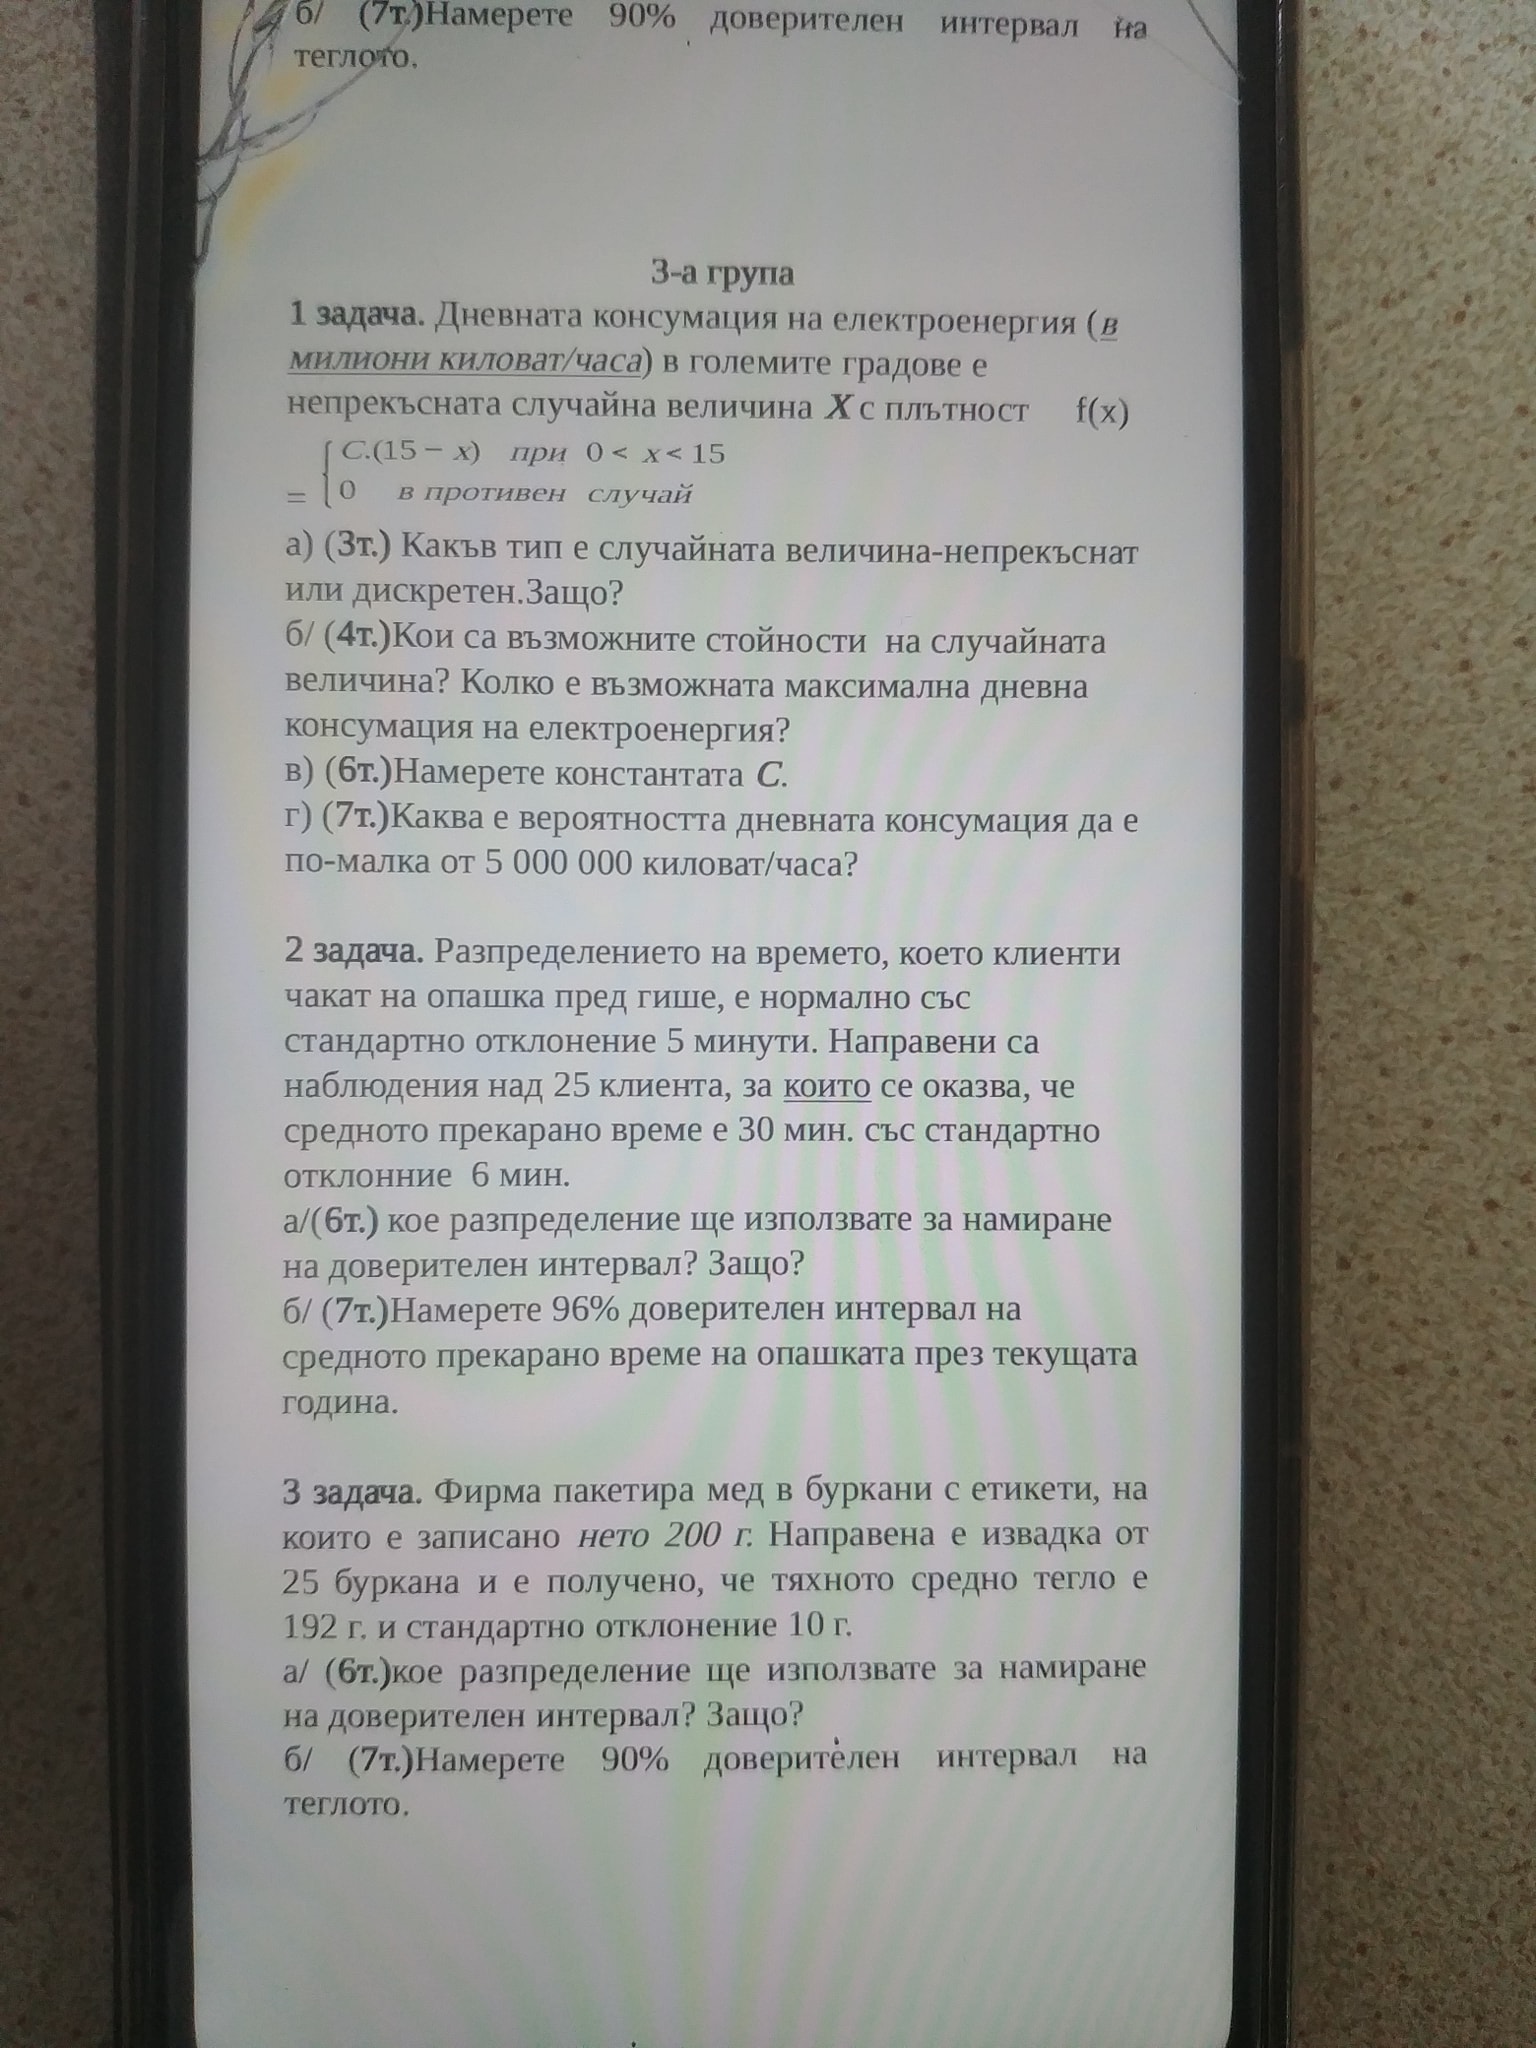 б/ (7т.)Намерете 90% доверителен интервал на
теглото.
3-а група
1 задача. Дневната консумация на електроенергия (в
милиони киловат/часа) в големите градове е
непрекъсната случайна величина X с плътност f(x)
= { C.(15 − x) при 0 < x < 15
0 в противен случай
а) (3т.) Какъв тип е случайната величина-непрекъснат
или дискретен.Защо?
б/ (4т.)Кои са възможните стойности на случайната
величина? Колко е възможната максимална дневна
консумация на електроенергия?
в) (6т.)Намерете константата C.
г) (7т.)Каква е вероятността дневната консумация да е
по-малка от 5 000 000 киловат/часа?
2 задача. Разпределението на времето, което клиенти
чакат на опашка пред гише, е нормално със
стандартно отклонение 5 минути. Направени са
наблюдения над 25 клиента, за които се оказва, че
средното прекарано време е 30 мин. със стандартно
отклонние 6 мин.
а/(6т.) кое разпределение ще използвате за намиране
на доверителен интервал? Защо?
б/ (7т.)Намерете 96% доверителен интервал на
средното прекарано време на опашката през текущата
година.
3 задача. Фирма пакетира мед в буркани с етикети, на
които е записано нето 200 г. Направена е извадка от
25 буркана и е получено, че тяхното средно тегло е
192 г. и стандартно отклонение 10 г.
а/ (6т.)кое разпределение ще използвате за намиране
на доверителен интервал? Защо?
б/ (7т.)Намерете 90% доверителен интервал на
теглото.